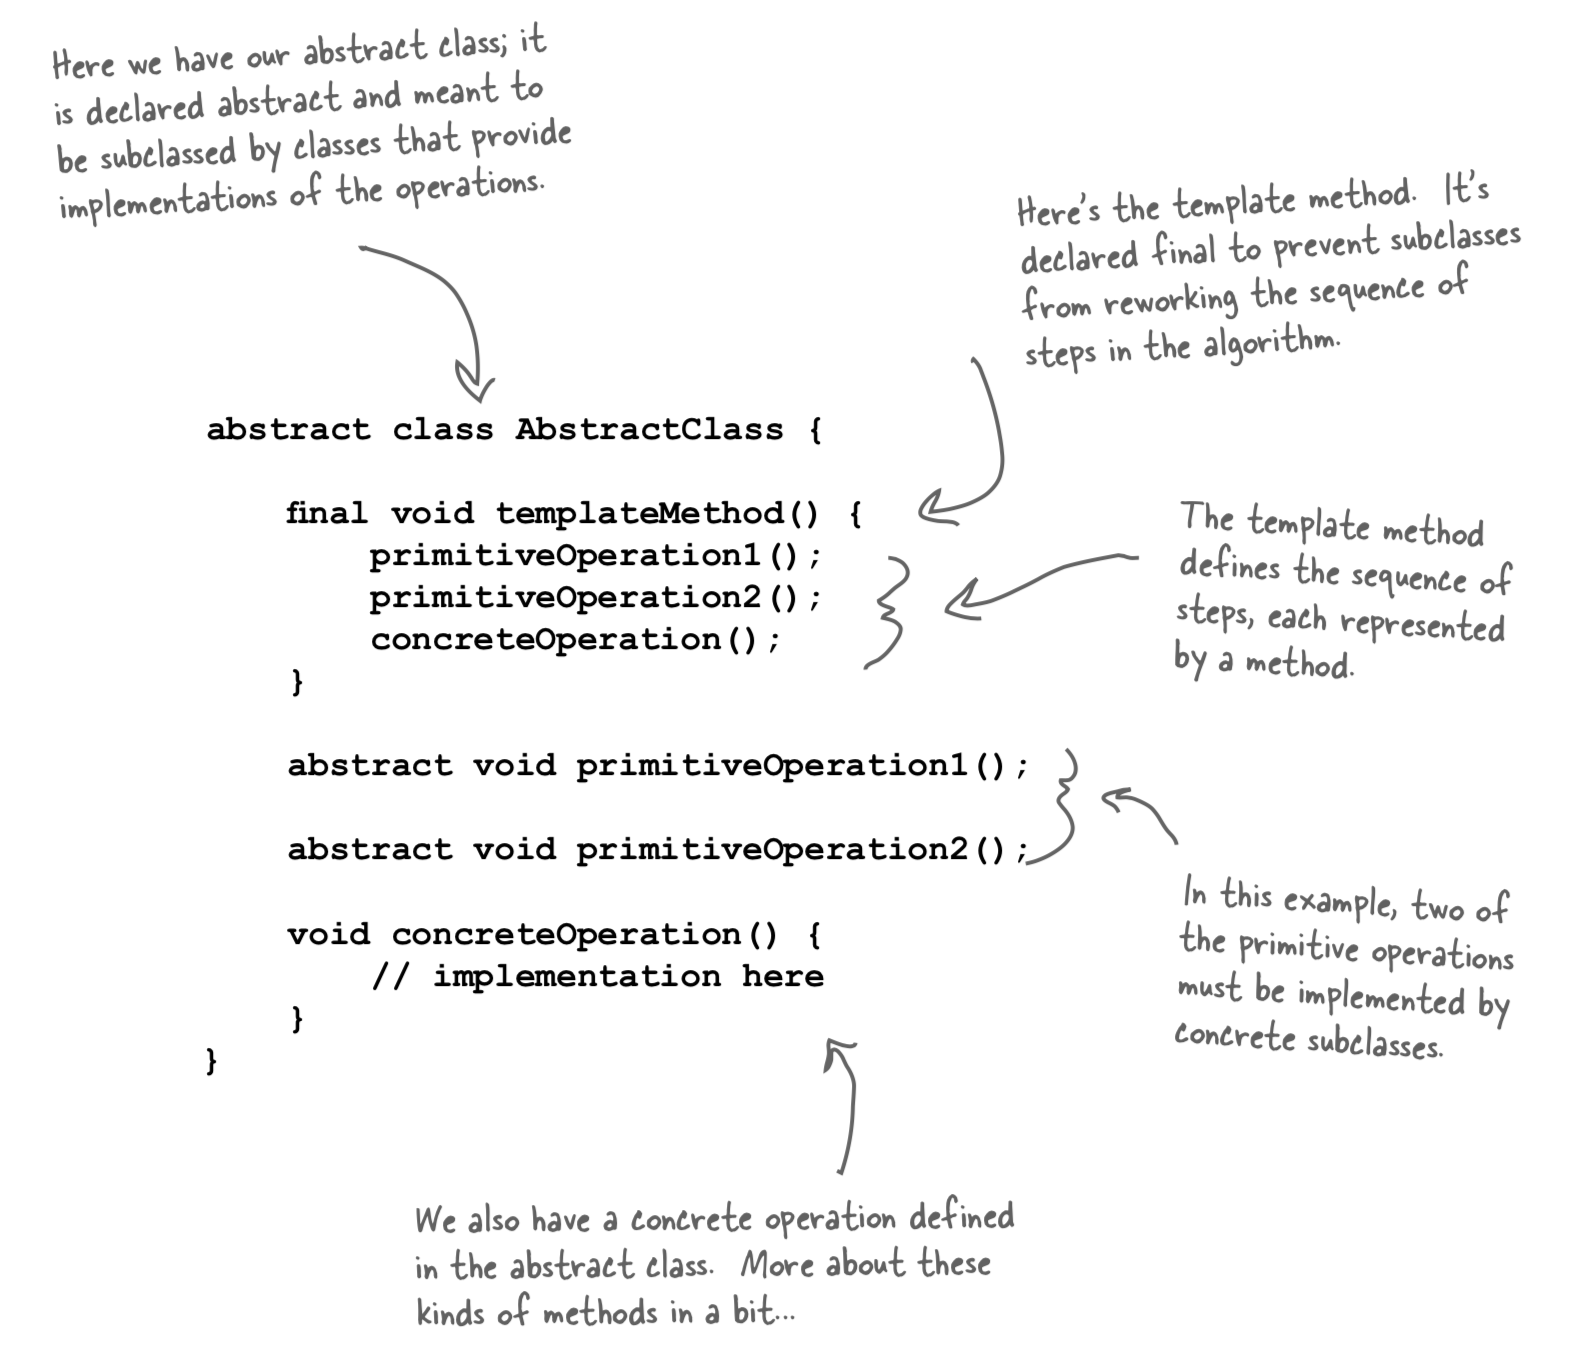 Here we have our abstract class; it
is declared abstract and meant to
be subclassed by classes that provide
implementations of the operations.
Here's the template method. It's
declared final to prevent subclasses
from reworking the sequence of
steps in the algorithm.
abstract class AbstractClass {
final void templateMethod() {
primitiveOperation1();
primitiveOperation2();
concreteOperation();
}
The template method
defines the sequence of
steps, each represented
by a method.
abstract void primitiveOperation1();
abstract void primitiveOperation2();
In this example, two of
the primitive operations
must be implemented by
concrete subclasses.
void concreteOperation() {
// implementation here
}
}
We also have a concrete operation defined
in the abstract class. More about these
kinds of methods in a bit...